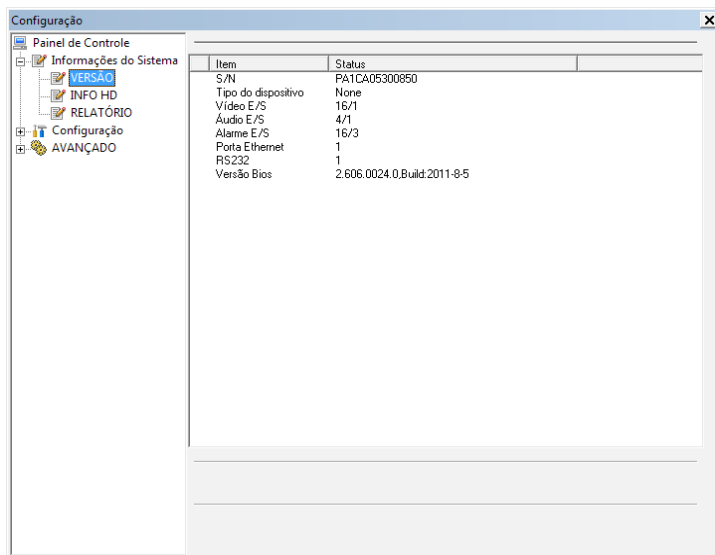 Configuração
Painel de Controle
Informações do Sistema
VERSÃO
INFO HD
RELATÓRIO
Configuração
AVANÇADO
Item Status
S/N PA1CA05300850
Tipo do dispositivo None
Vídeo E/S 16/1
Áudio E/S 4/1
Alarme E/S 16/3
Porta Ethernet 1
RS232 1
Versão Bios 2.606.0024.0,Build:2011-8-5